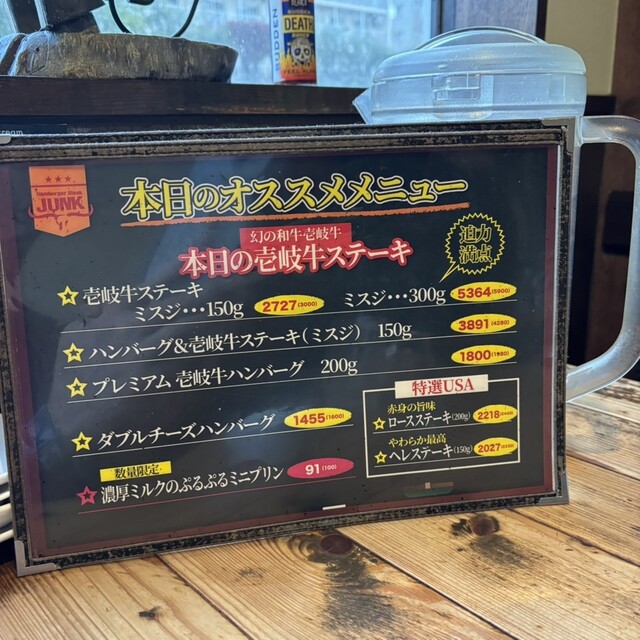 DEATH
Hamburger Steak
JUNK
本日のオススメメニュー
幻の和牛壱岐牛
本日の壱岐牛ステーキ
迫力
満点
壱岐牛ステーキ
ミスジ・・・150g 2727(3000) ミスジ・・・300g 5364(5900)
ハンバーグ&壱岐牛ステーキ(ミスジ) 150g 3891(4280)
プレミアム 壱岐牛ハンバーグ 200g 1800(1980)
ダブルチーズハンバーグ 1455(1600)
数量限定
濃厚ミルクのぷるぷるミニプリン 91(100)
特選USA
赤身の旨味
ロースステーキ(200g) 2218
やわらか最高
ヘレステーキ(150g) 2027